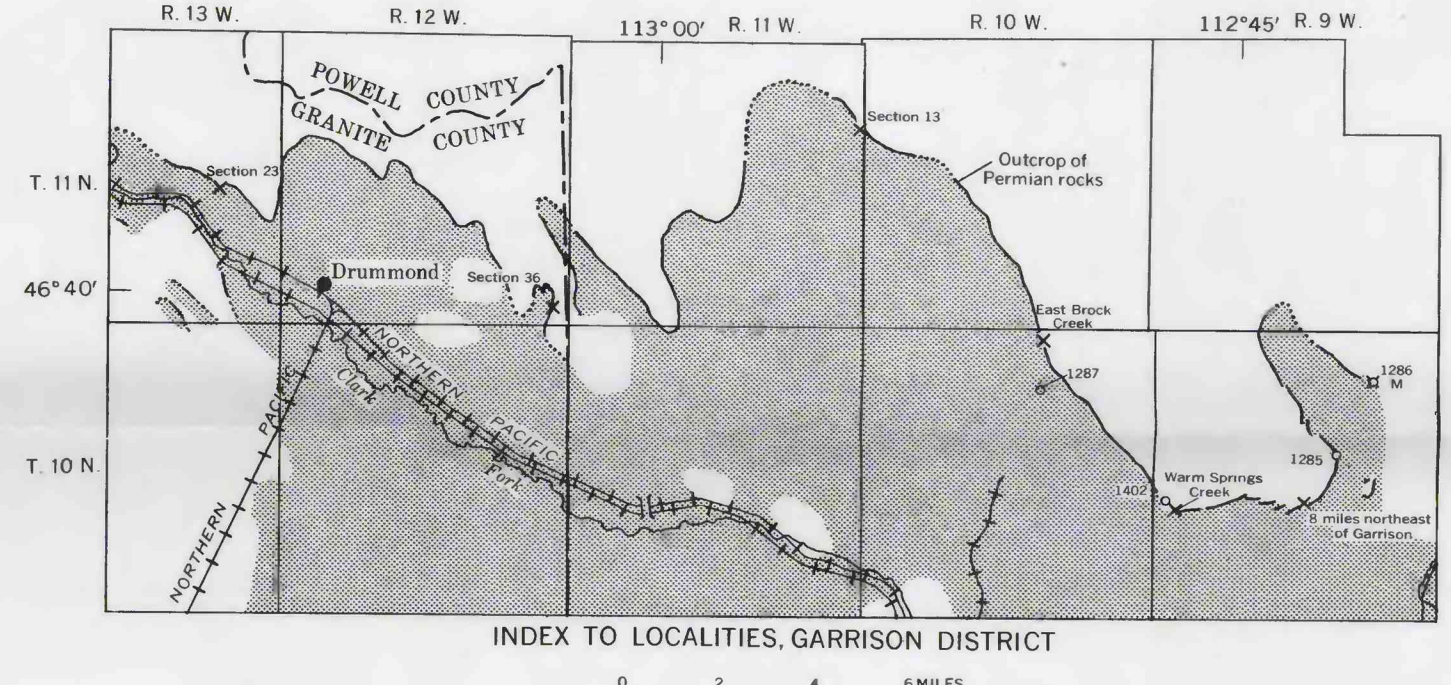 R. 13 W.
R. 12 W.
113°00′
R. 11 W.
R. 10 W.
112°45′
R. 9 W.
POWELL COUNTY
GRANITE COUNTY
Section 13
Outcrop of
Permian rocks
T. 11 N.
Section 23
46°40′
Drummond
Section 36
East Brock
Creek
1287
1286
M
NORTHERN PACIFIC
Clark Fork
NORTHERN PACIFIC
T. 10 N.
1285
1402
Warm Springs
Creek
8 miles northeast
of Garrison
INDEX TO LOCALITIES, GARRISON DISTRICT
0 2 4 6 MILES